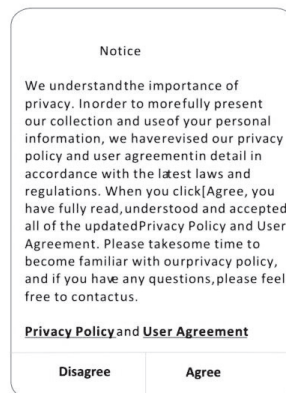 Notice
We understandthe importance of
privacy. Inorder to morefully present
our collection and useof your personal
information, we haverevised our privacy
policy and user agreementin detail in
accordance with the latest laws and
regulations. When you click[Agree, you
have fully read,understood and accepted
all of the updatedPrivacy Policy and User
Agreement. Please takesome time to
become familiar with ourprivacy policy,
and if you have any questions,please feel
free to contactus.
Privacy Policy and User Agreement
Disagree Agree